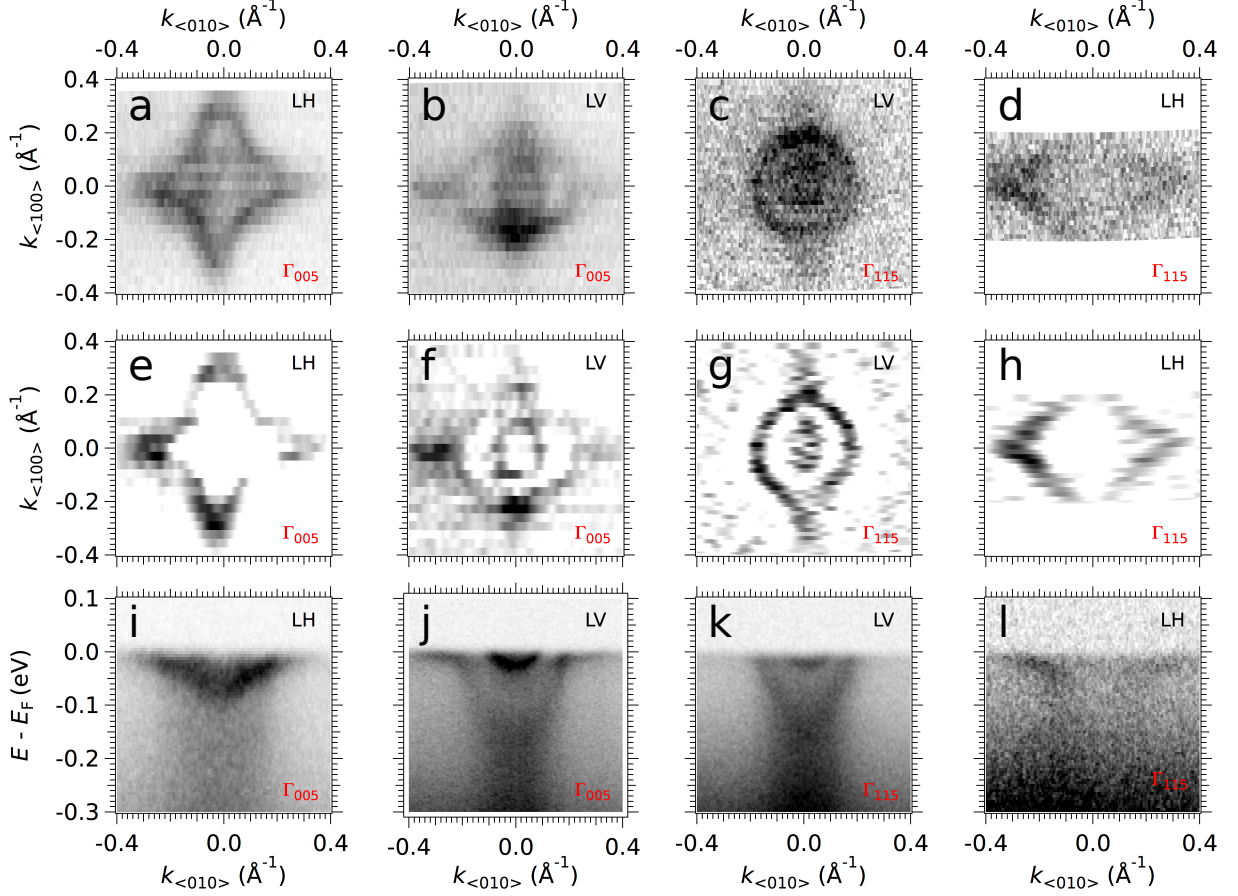 k<010> (Å-1) k<010> (Å-1) k<010> (Å-1) k<010> (Å-1)
-0.4 0.0 0.4 -0.4 0.0 0.4 -0.4 0.0 0.4 -0.4 0.0 0.4
k<100> (Å-1)
0.4
0.2
0.0
-0.2
-0.4
a LH Γ005
b LV Γ005
c LV Γ115
d LH Γ115
k<100> (Å-1)
0.4
0.2
0.0
-0.2
-0.4
e LH Γ005
f LV Γ005
g LV Γ115
h LH Γ115
E - EF (eV)
0.1
0.0
-0.1
-0.2
-0.3
i LH Γ005
j LV Γ005
k LV Γ115
l LH Γ115
-0.4 0.0 0.4 -0.4 0.0 0.4 -0.4 0.0 0.4 -0.4 0.0 0.4
k<010> (Å-1) k<010> (Å-1) k<010> (Å-1) k<010> (Å-1)